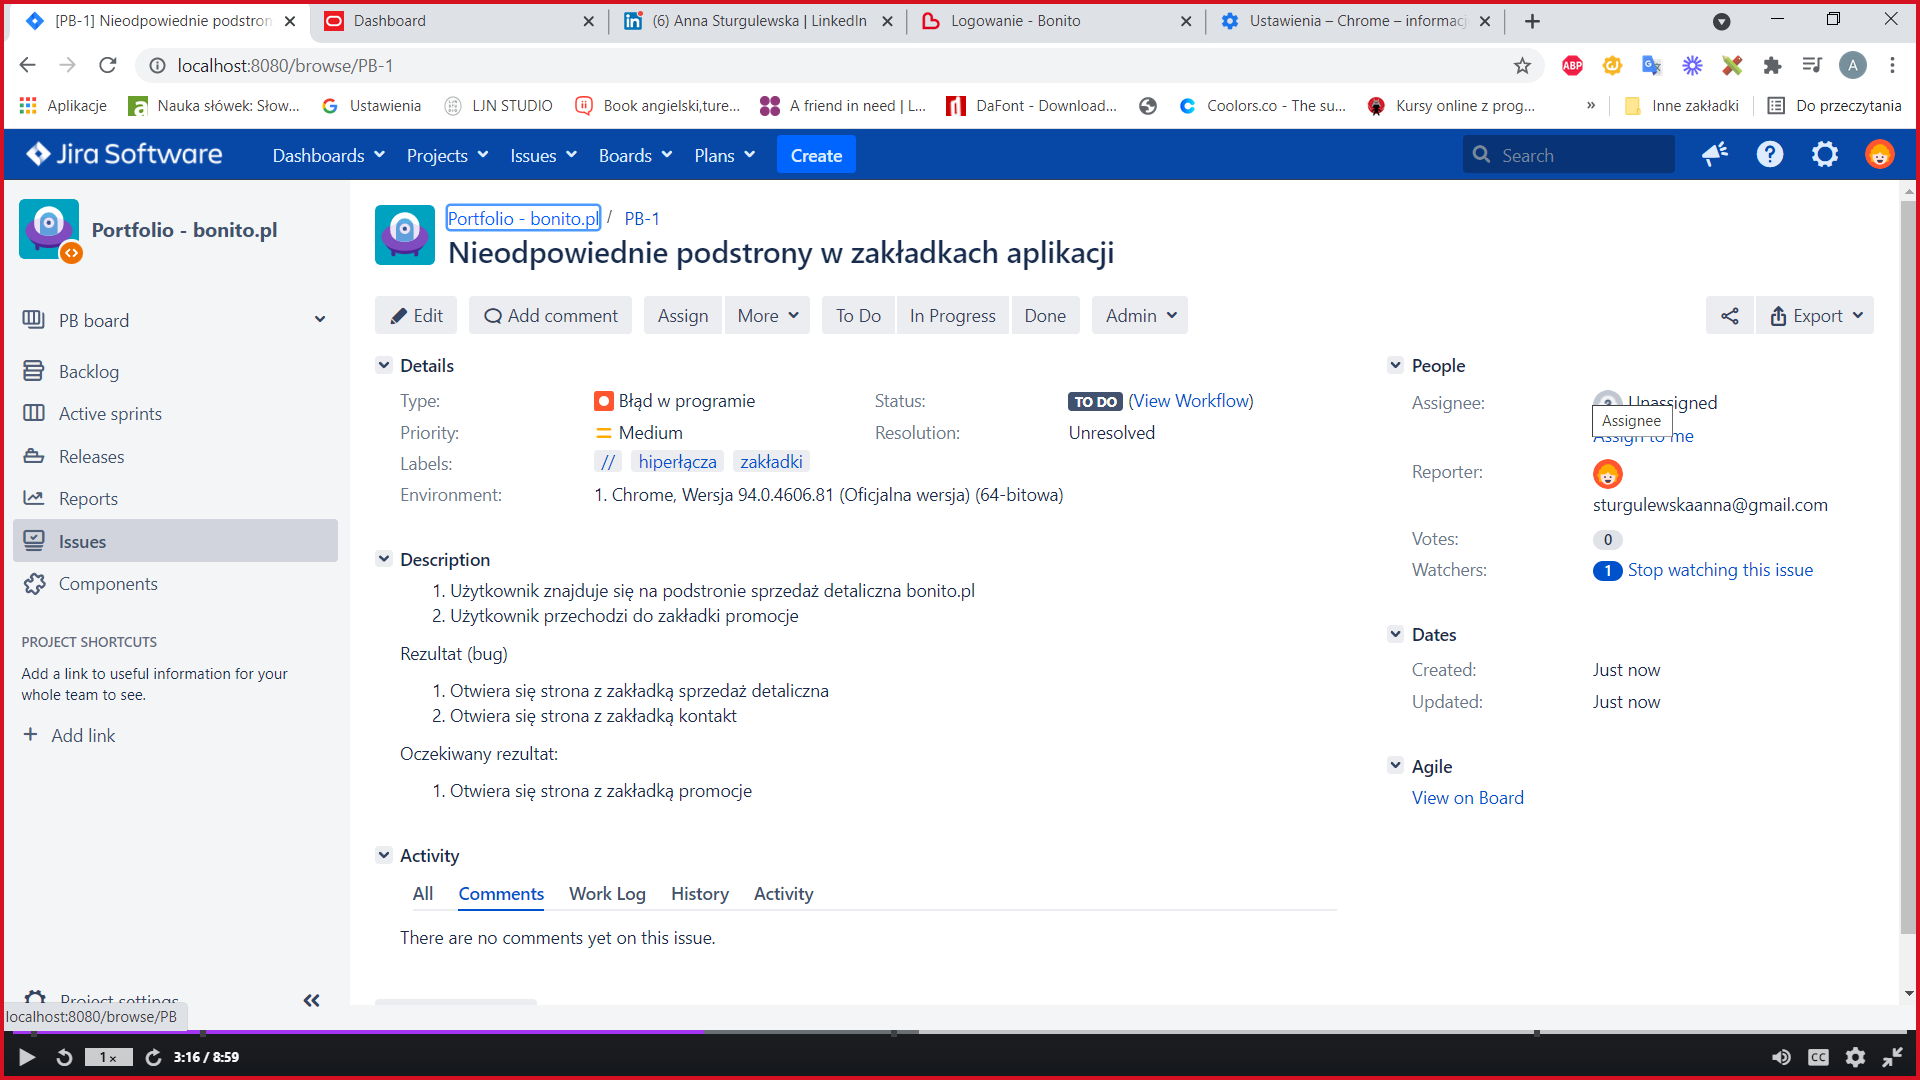 [PB-1] Nieodpowiednie podstron
Dashboard
(6) Anna Sturgulewska | LinkedIn
Logowanie - Bonito
Ustawienia – Chrome – informacj
localhost:8080/browse/PB-1
ABP
A
Aplikacje
Nauka słówek: Słow...
Ustawienia
LJN STUDIO
Book angielski,ture...
A friend in need | L...
DaFont - Download...
Coolors.co - The su...
Kursy online z prog...
»
Inne zakładki
Do przeczytania
Jira Software
Dashboards
Projects
Issues
Boards
Plans
Create
Search
Portfolio - bonito.pl
PB board
Backlog
Active sprints
Releases
Reports
Issues
Components
PROJECT SHORTCUTS
Add a link to useful information for your
whole team to see.
+ Add link
Project settings
localhost:8080/browse/PB
Portfolio - bonito.pl / PB-1
Nieodpowiednie podstrony w zakładkach aplikacji
Edit
Add comment
Assign
More
To Do
In Progress
Done
Admin
Export
Details
Type: Błąd w programie
Status: TO DO (View Workflow)
Priority: Medium
Resolution: Unresolved
Labels: // hiperłącza zakładki
Environment: 1. Chrome, Wersja 94.0.4606.81 (Oficjalna wersja) (64-bitowa)
Description
1. Użytkownik znajduje się na podstronie sprzedaż detaliczna bonito.pl
2. Użytkownik przechodzi do zakładki promocje
Rezultat (bug)
1. Otwiera się strona z zakładką sprzedaż detaliczna
2. Otwiera się strona z zakładką kontakt
Oczekiwany rezultat:
1. Otwiera się strona z zakładką promocje
Activity
All
Comments
Work Log
History
Activity
There are no comments yet on this issue.
People
Assignee: Unassigned
Assignee
Assign to me
Reporter:
sturgulewskaanna@gmail.com
Votes: 0
Watchers: 1 Stop watching this issue
Dates
Created: Just now
Updated: Just now
Agile
View on Board
1×
3:16 / 8:59
CC